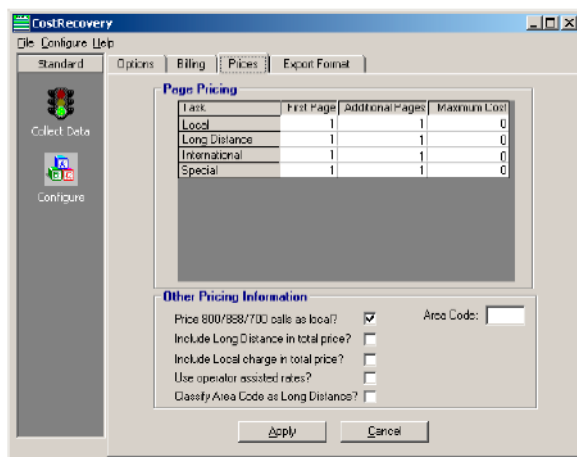 CostRecovery
File Configure Help
Standard
Options Billing Prices Export Format
Collect Data
Configure
Page Pricing
Task First Page Additional Pages Maximum Cost
Local 1 1 0
Long Distance 1 1 0
International 1 1 0
Special 1 1 0
Other Pricing Information
Price 800/888/700 calls as local? Area Code:
Include Long Distance in total price?
Include Local charge in total price?
Use operator assisted rates?
Classify Area Code as Long Distance?
Apply Cancel